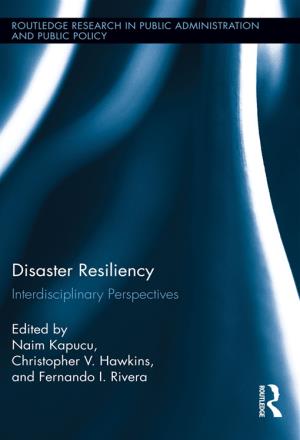 ROUTLEDGE RESEARCH IN PUBLIC ADMINISTRATION
AND PUBLIC POLICY
Disaster Resiliency
Interdisciplinary Perspectives
Edited by
Naim Kapucu,
Christopher V. Hawkins,
and Fernando I. Rivera
ROUTLEDGE